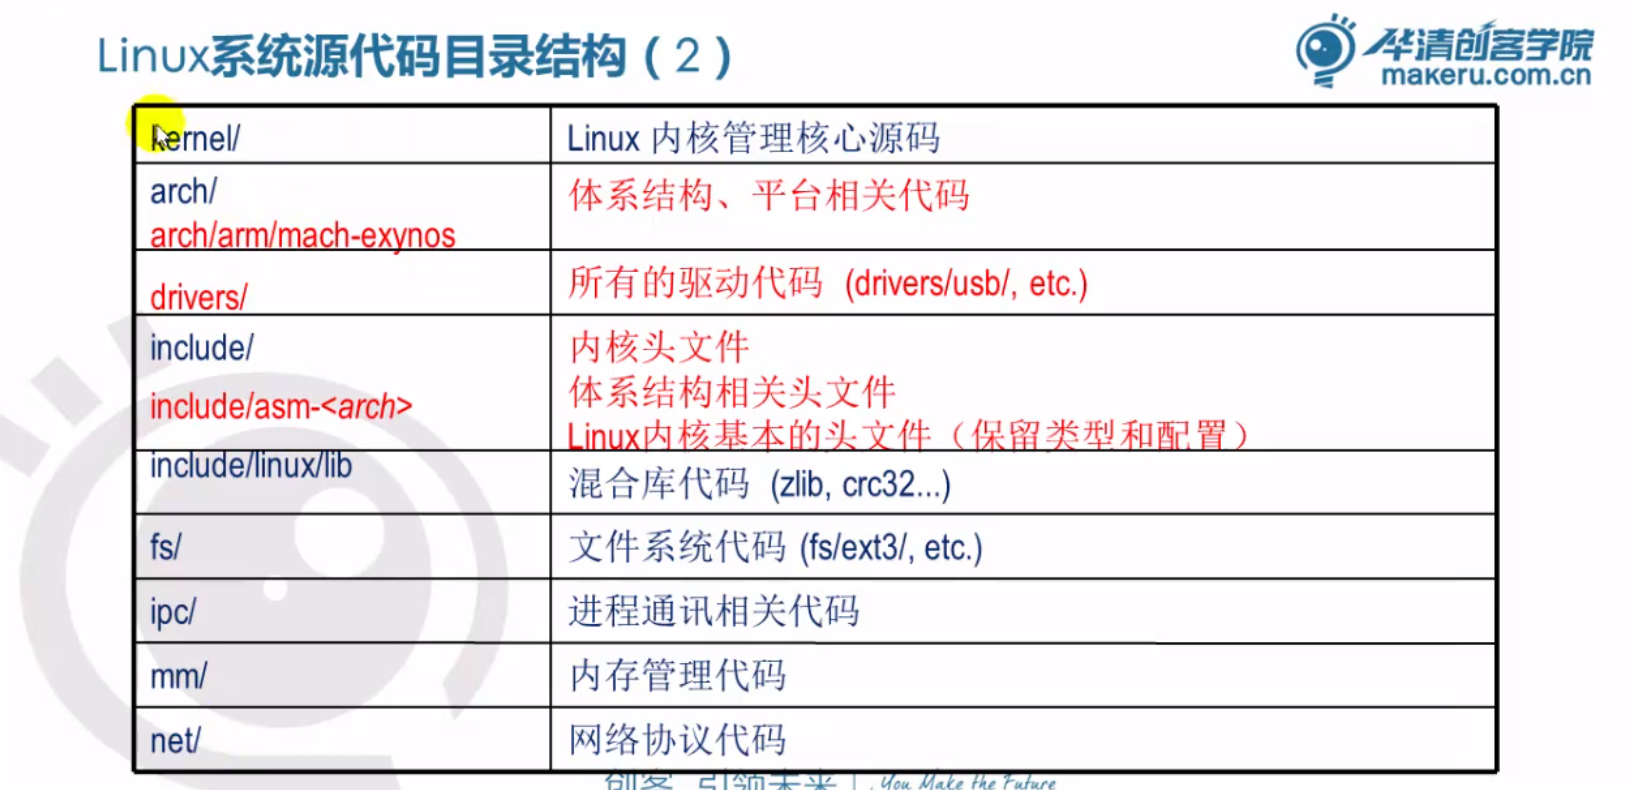 Linux系统源代码目录结构（2）
华清创客学院
makeru.com.cn
kernel/
Linux 内核管理核心源码
arch/
arch/arm/mach-exynos
体系结构、平台相关代码
drivers/
所有的驱动代码 (drivers/usb/, etc.)
include/
include/asm-<arch>
内核头文件
体系结构相关头文件
Linux内核基本的头文件（保留类型和配置）
include/linux/lib
混合库代码 (zlib, crc32...)
fs/
文件系统代码 (fs/ext3/, etc.)
ipc/
进程通讯相关代码
mm/
内存管理代码
net/
网络协议代码
创客 引领未来 | You Make the Future